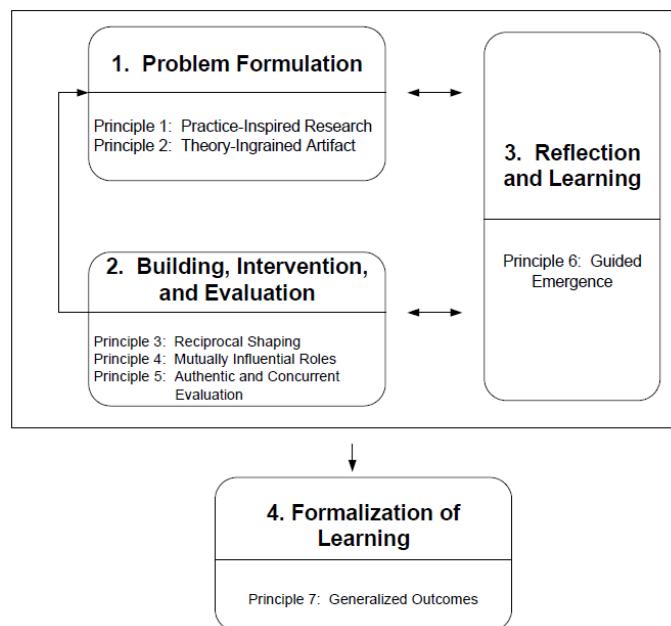 1. Problem Formulation
Principle 1: Practice-Inspired Research
Principle 2: Theory-Ingrained Artifact
2. Building, Intervention,
and Evaluation
Principle 3: Reciprocal Shaping
Principle 4: Mutually Influential Roles
Principle 5: Authentic and Concurrent
Evaluation
3. Reflection
and Learning
Principle 6: Guided
Emergence
4. Formalization of
Learning
Principle 7: Generalized Outcomes